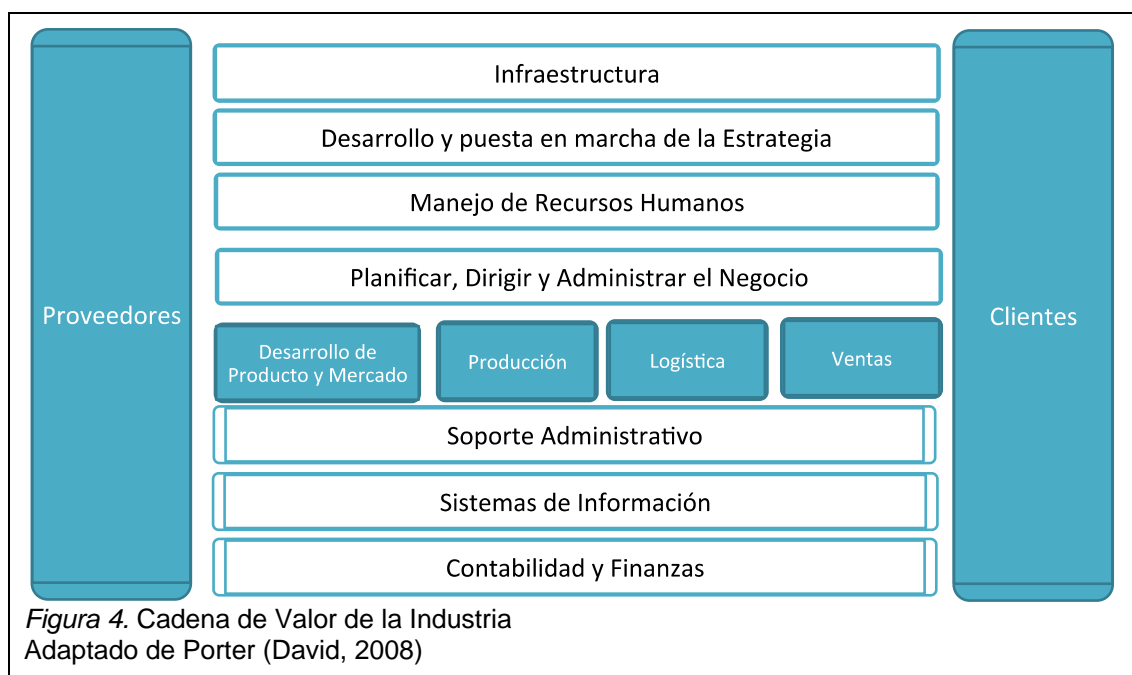 Infraestructura
Desarrollo y puesta en marcha de la Estrategia
Manejo de Recursos Humanos
Planificar, Dirigir y Administrar el Negocio
Proveedores
Clientes
Desarrollo de
Producto y Mercado
Producción
Logística
Ventas
Soporte Administrativo
Sistemas de Información
Contabilidad y Finanzas
Figura 4. Cadena de Valor de la Industria
Adaptado de Porter (David, 2008)